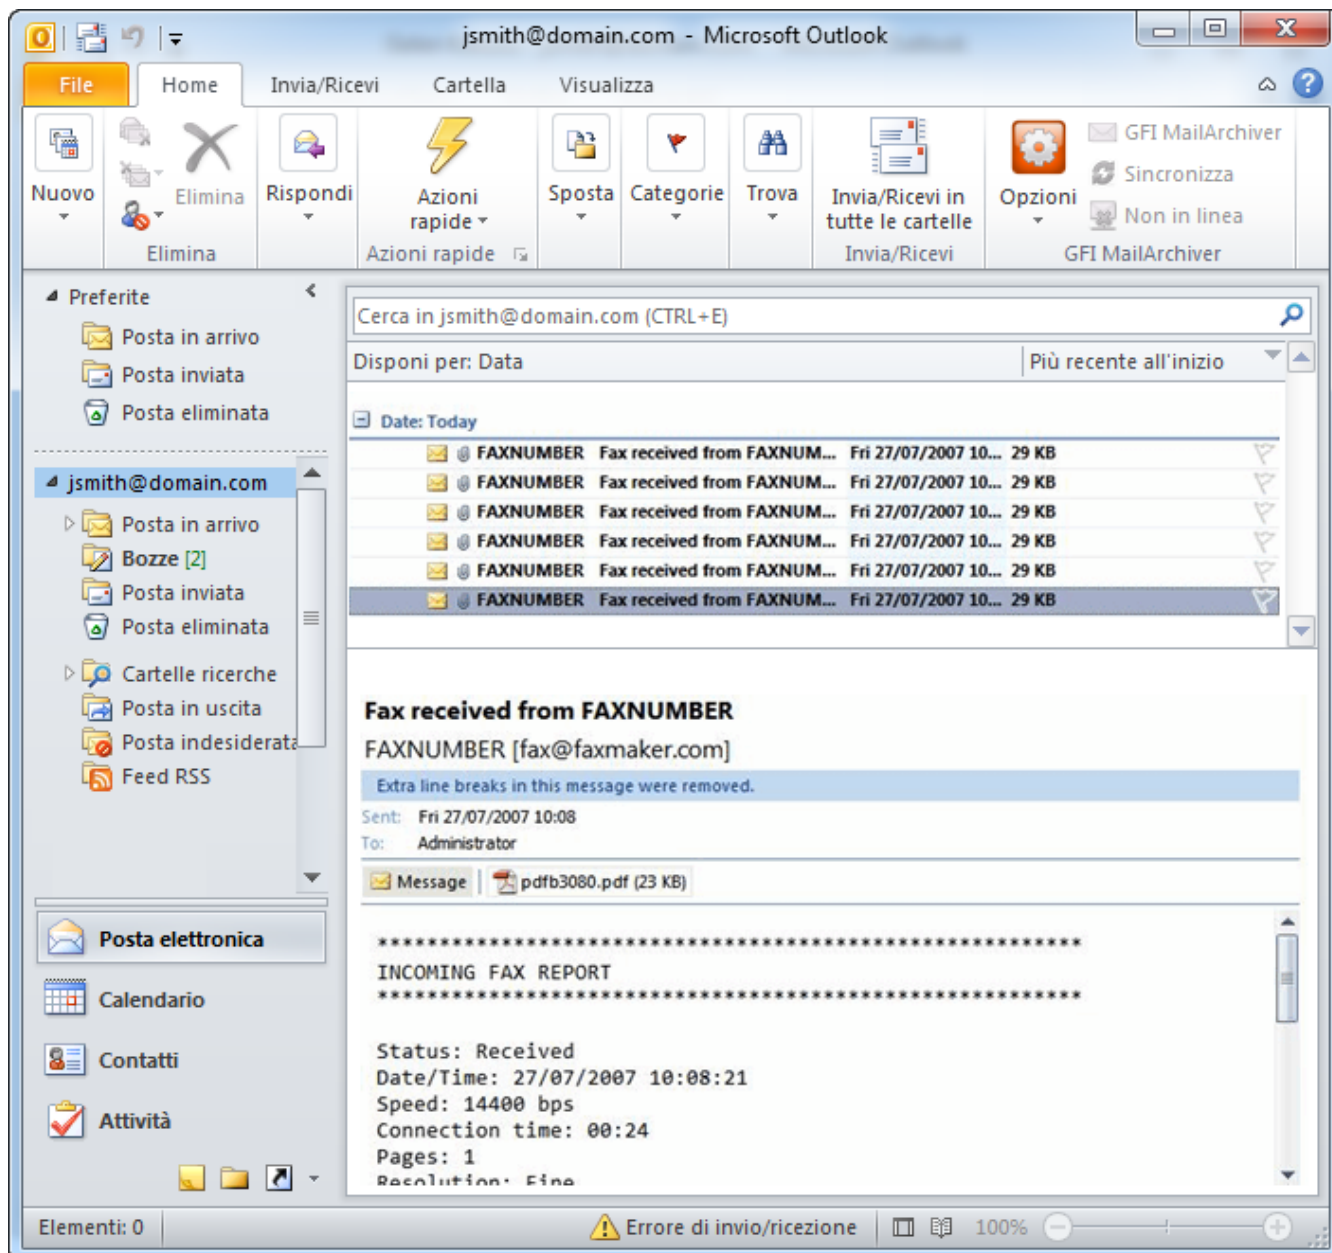 jsmith@domain.com - Microsoft Outlook
File Home Invia/Ricevi Cartella Visualizza
Nuovo
Elimina
Elimina
Rispondi
Azioni
rapide
Azioni rapide
Sposta
Categorie
Trova
Invia/Ricevi in
tutte le cartelle
Invia/Ricevi
Opzioni
GFI MailArchiver
Sincronizza
Non in linea
GFI MailArchiver
Preferite
Posta in arrivo
Posta inviata
Posta eliminata
jsmith@domain.com
Posta in arrivo
Bozze [2]
Posta inviata
Posta eliminata
Cartelle ricerche
Posta in uscita
Posta indesiderata
Feed RSS
Posta elettronica
Calendario
Contatti
Attività
Cerca in jsmith@domain.com (CTRL+E)
Disponi per: Data Più recente all'inizio
Date: Today
FAXNUMBER Fax received from FAXNUM... Fri 27/07/2007 10... 29 KB
FAXNUMBER Fax received from FAXNUM... Fri 27/07/2007 10... 29 KB
FAXNUMBER Fax received from FAXNUM... Fri 27/07/2007 10... 29 KB
FAXNUMBER Fax received from FAXNUM... Fri 27/07/2007 10... 29 KB
FAXNUMBER Fax received from FAXNUM... Fri 27/07/2007 10... 29 KB
FAXNUMBER Fax received from FAXNUM... Fri 27/07/2007 10... 29 KB
Fax received from FAXNUMBER
FAXNUMBER [fax@faxmaker.com]
Extra line breaks in this message were removed.
Sent: Fri 27/07/2007 10:08
To: Administrator
Message pdfb3080.pdf (23 KB)
*********************************************************
INCOMING FAX REPORT
*********************************************************
Status: Received
Date/Time: 27/07/2007 10:08:21
Speed: 14400 bps
Connection time: 00:24
Pages: 1
Resolution: Fine
Elementi: 0 Errore di invio/ricezione 100%